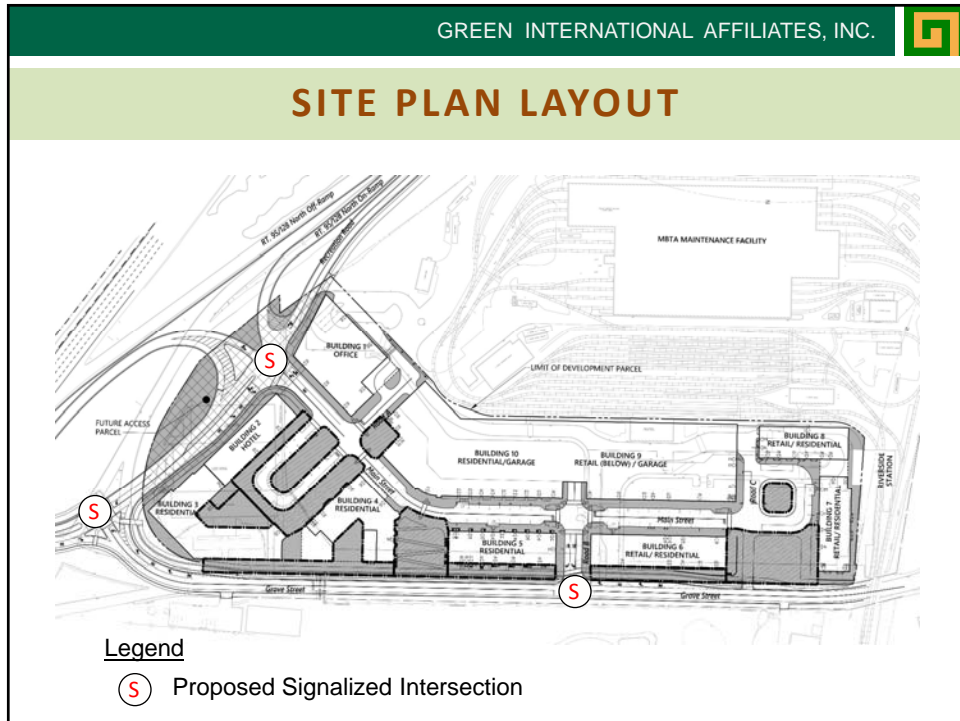 GREEN INTERNATIONAL AFFILIATES, INC.
SITE PLAN LAYOUT
RT. 95/128 North Off-Ramp
RT. 95/128 North On-Ramp
Recreation Road
MBTA MAINTENANCE FACILITY
BUILDING 1
OFFICE
S
LIMIT OF DEVELOPMENT PARCEL
FUTURE ACCESS
PARCEL
BUILDING 2
HOTEL
BUILDING 10
RESIDENTIAL/GARAGE
BUILDING 9
RETAIL (BELOW) / GARAGE
BUILDING 8
RETAIL/ RESIDENTIAL
RIVERSIDE
STATION
Main Street
Road C
BUILDING 3
RESIDENTIAL
BUILDING 4
RESIDENTIAL
S
Main Street
BUILDING 7
RETAIL/ RESIDENTIAL
BUILDING 5
RESIDENTIAL
Road B
BUILDING 6
RETAIL/ RESIDENTIAL
Grove Street
S
Grove Street
Legend
S Proposed Signalized Intersection